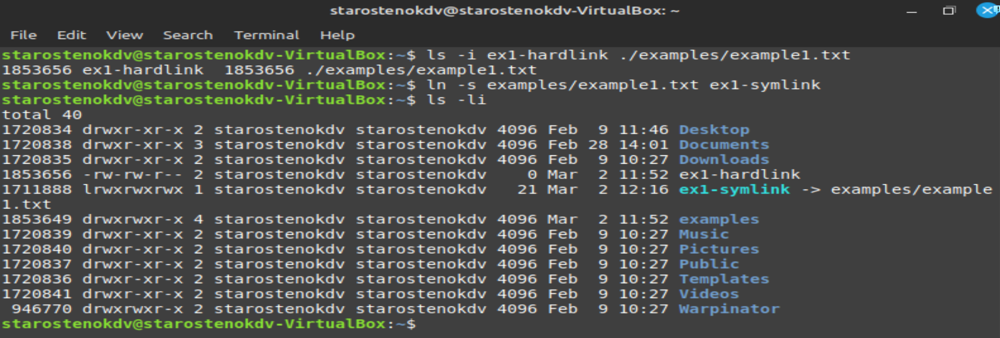 starostenokdv@starostenokdv-VirtualBox: ~
File Edit View Search Terminal Help
starostenokdv@starostenokdv-VirtualBox:~$ ls -i ex1-hardlink ./examples/example1.txt
1853656 ex1-hardlink  1853656 ./examples/example1.txt
starostenokdv@starostenokdv-VirtualBox:~$ ln -s examples/example1.txt ex1-symlink
starostenokdv@starostenokdv-VirtualBox:~$ ls -li
total 40
1720834 drwxr-xr-x 2 starostenokdv starostenokdv 4096 Feb  9 11:46 Desktop
1720838 drwxr-xr-x 3 starostenokdv starostenokdv 4096 Feb 28 14:01 Documents
1720835 drwxr-xr-x 2 starostenokdv starostenokdv 4096 Feb  9 10:27 Downloads
1853656 -rw-rw-r-- 2 starostenokdv starostenokdv    0 Mar  2 11:52 ex1-hardlink
1711888 lrwxrwxrwx 1 starostenokdv starostenokdv   21 Mar  2 12:16 ex1-symlink -> examples/example
1.txt
1853649 drwxrwxr-x 4 starostenokdv starostenokdv 4096 Mar  2 11:52 examples
1720839 drwxr-xr-x 2 starostenokdv starostenokdv 4096 Feb  9 10:27 Music
1720840 drwxr-xr-x 2 starostenokdv starostenokdv 4096 Feb  9 10:27 Pictures
1720837 drwxr-xr-x 2 starostenokdv starostenokdv 4096 Feb  9 10:27 Public
1720836 drwxr-xr-x 2 starostenokdv starostenokdv 4096 Feb  9 10:27 Templates
1720841 drwxr-xr-x 2 starostenokdv starostenokdv 4096 Feb  9 10:27 Videos
 946770 drwxrwxr-x 2 starostenokdv starostenokdv 4096 Feb  9 10:27 Warpinator
starostenokdv@starostenokdv-VirtualBox:~$